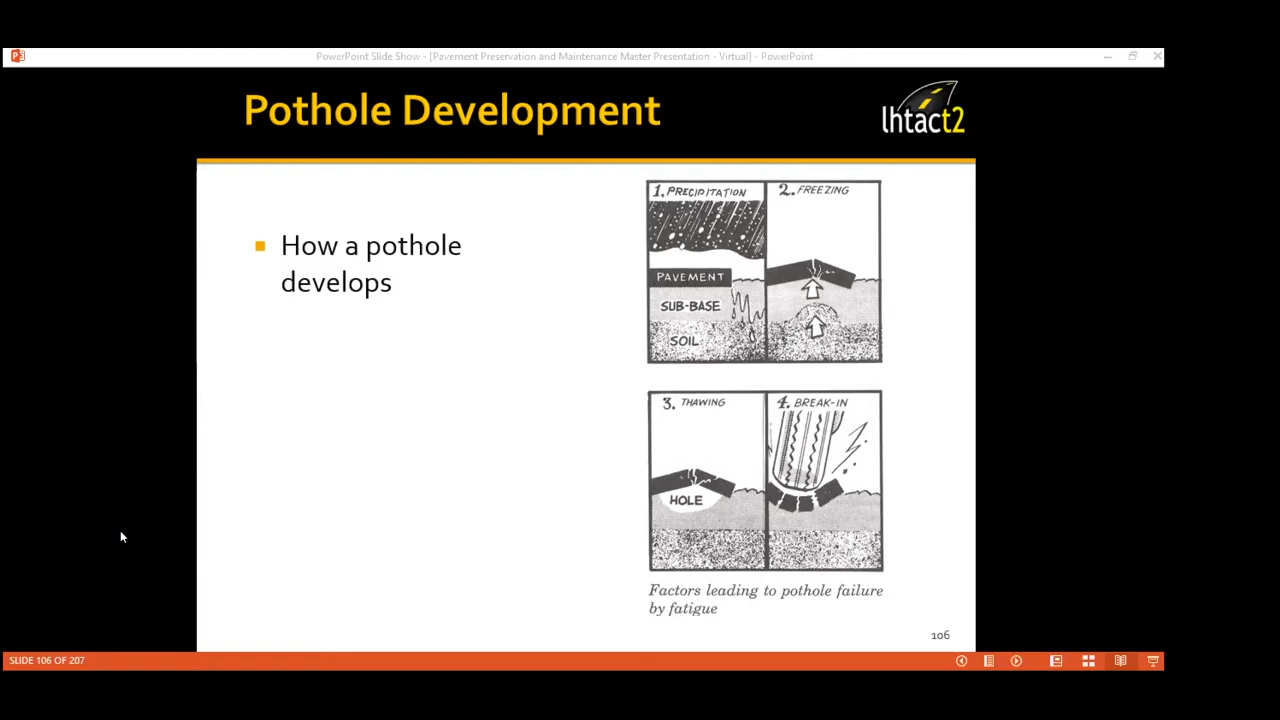 PowerPoint Slide Show - [Pavement Preservation and Maintenance Master Presentation - Virtual] - PowerPoint
Pothole Development
lhtact2
How a pothole
develops
1. PRECIPITATION
PAVEMENT
SUB-BASE
SOIL
2. FREEZING
3. THAWING
HOLE
4. BREAK-IN
Factors leading to pothole failure
by fatigue
106
SLIDE 106 OF 207